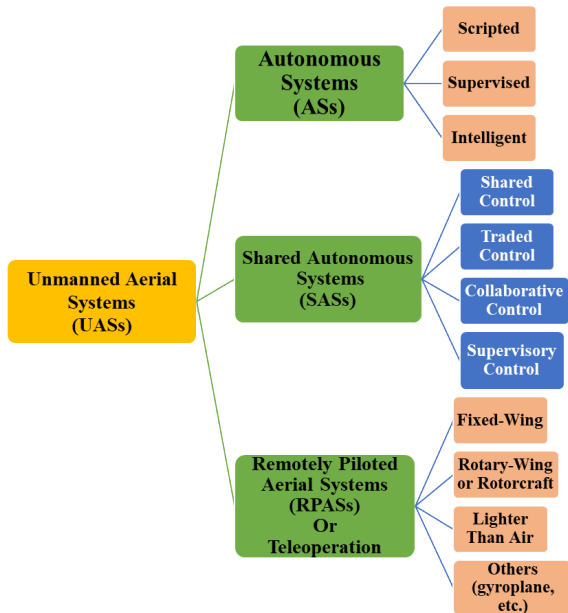 Unmanned Aerial
Systems
(UASs)
Autonomous
Systems
(ASs)
Scripted
Supervised
Intelligent
Shared Autonomous
Systems
(SASs)
Shared
Control
Traded
Control
Collaborative
Control
Supervisory
Control
Remotely Piloted
Aerial Systems
(RPASs)
Or
Teleoperation
Fixed-Wing
Rotary-Wing
or Rotorcraft
Lighter
Than Air
Others
(gyroplane,
etc.)